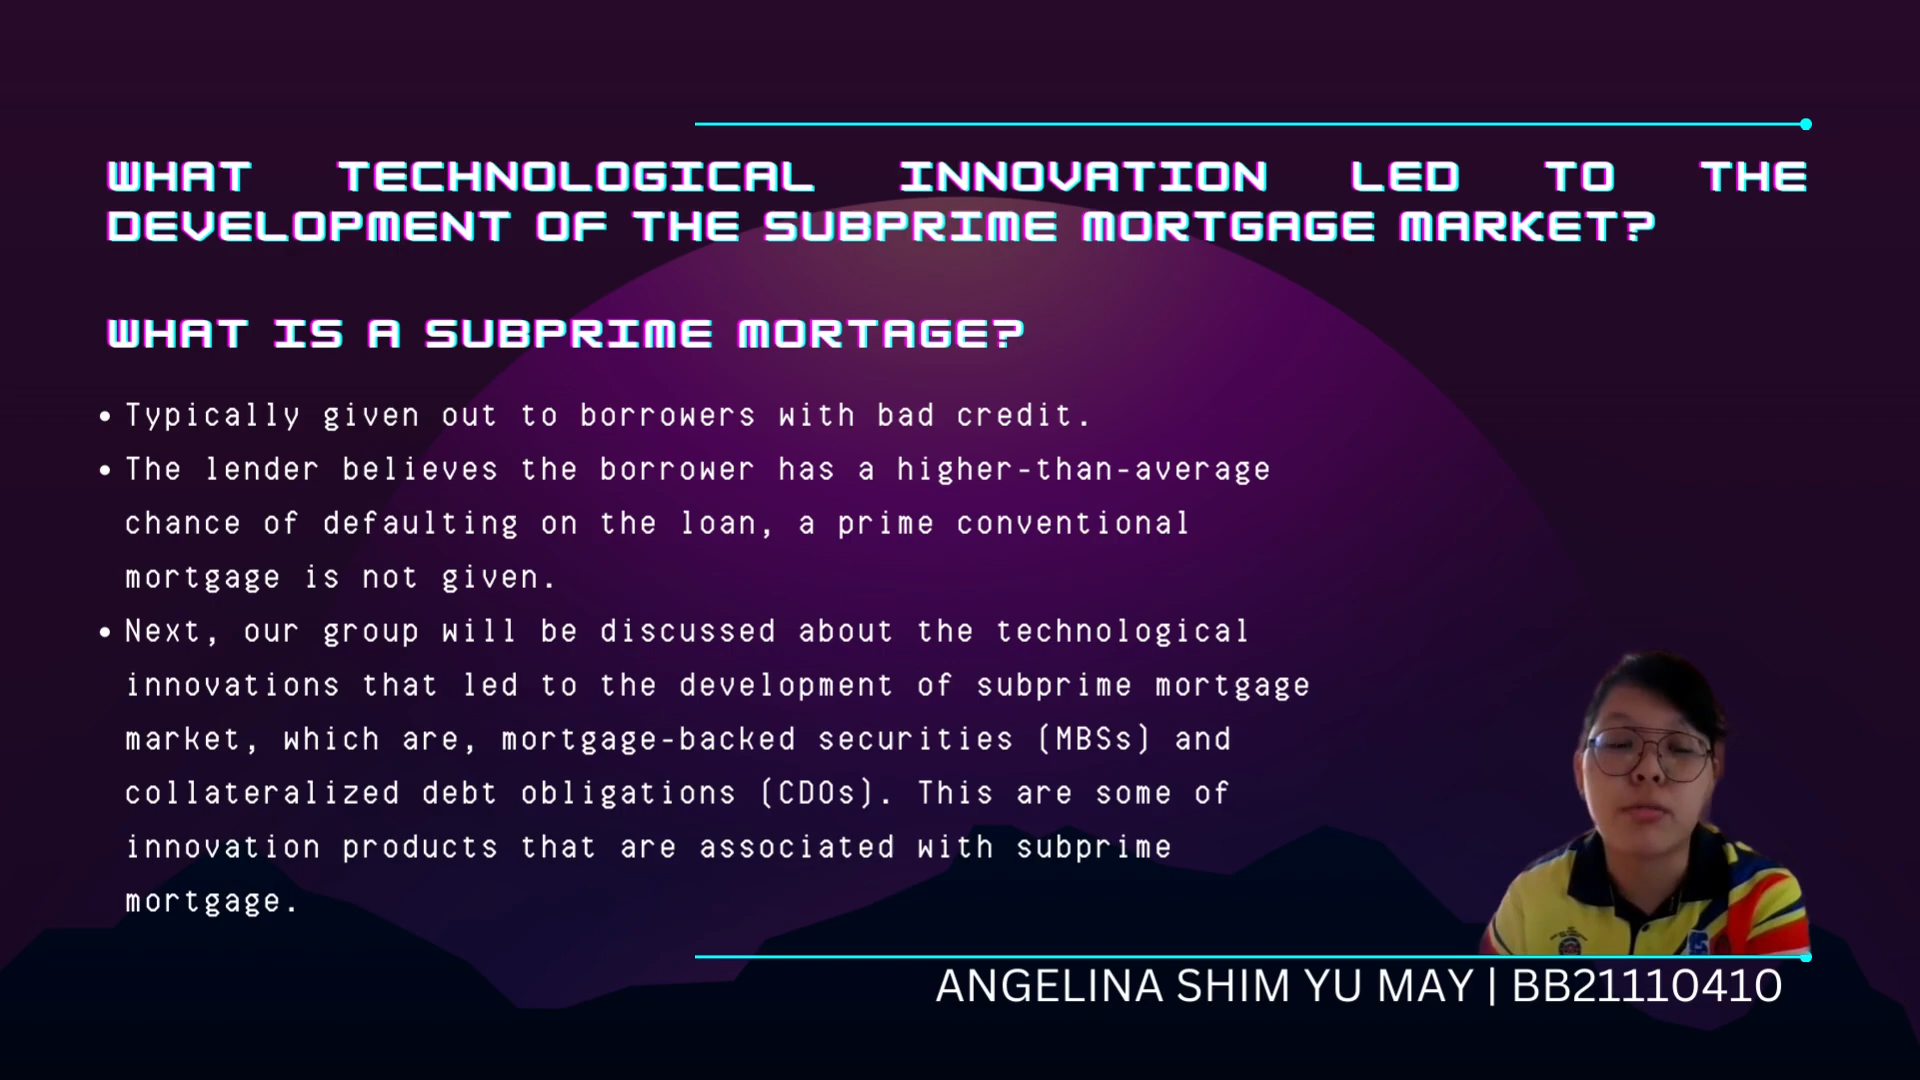 WHAT TECHNOLOGICAL INNOVATION LED TO THE
DEVELOPMENT OF THE SUBPRIME MORTGAGE MARKET?
WHAT IS A SUBPRIME MORTAGE?
• Typically given out to borrowers with bad credit.
• The lender believes the borrower has a higher-than-average
chance of defaulting on the loan, a prime conventional
mortgage is not given.
• Next, our group will be discussed about the technological
innovations that led to the development of subprime mortgage
market, which are, mortgage-backed securities (MBSs) and
collateralized debt obligations (CDOs). This are some of
innovation products that are associated with subprime
mortgage.
ANGELINA SHIM YU MAY | BB21110410